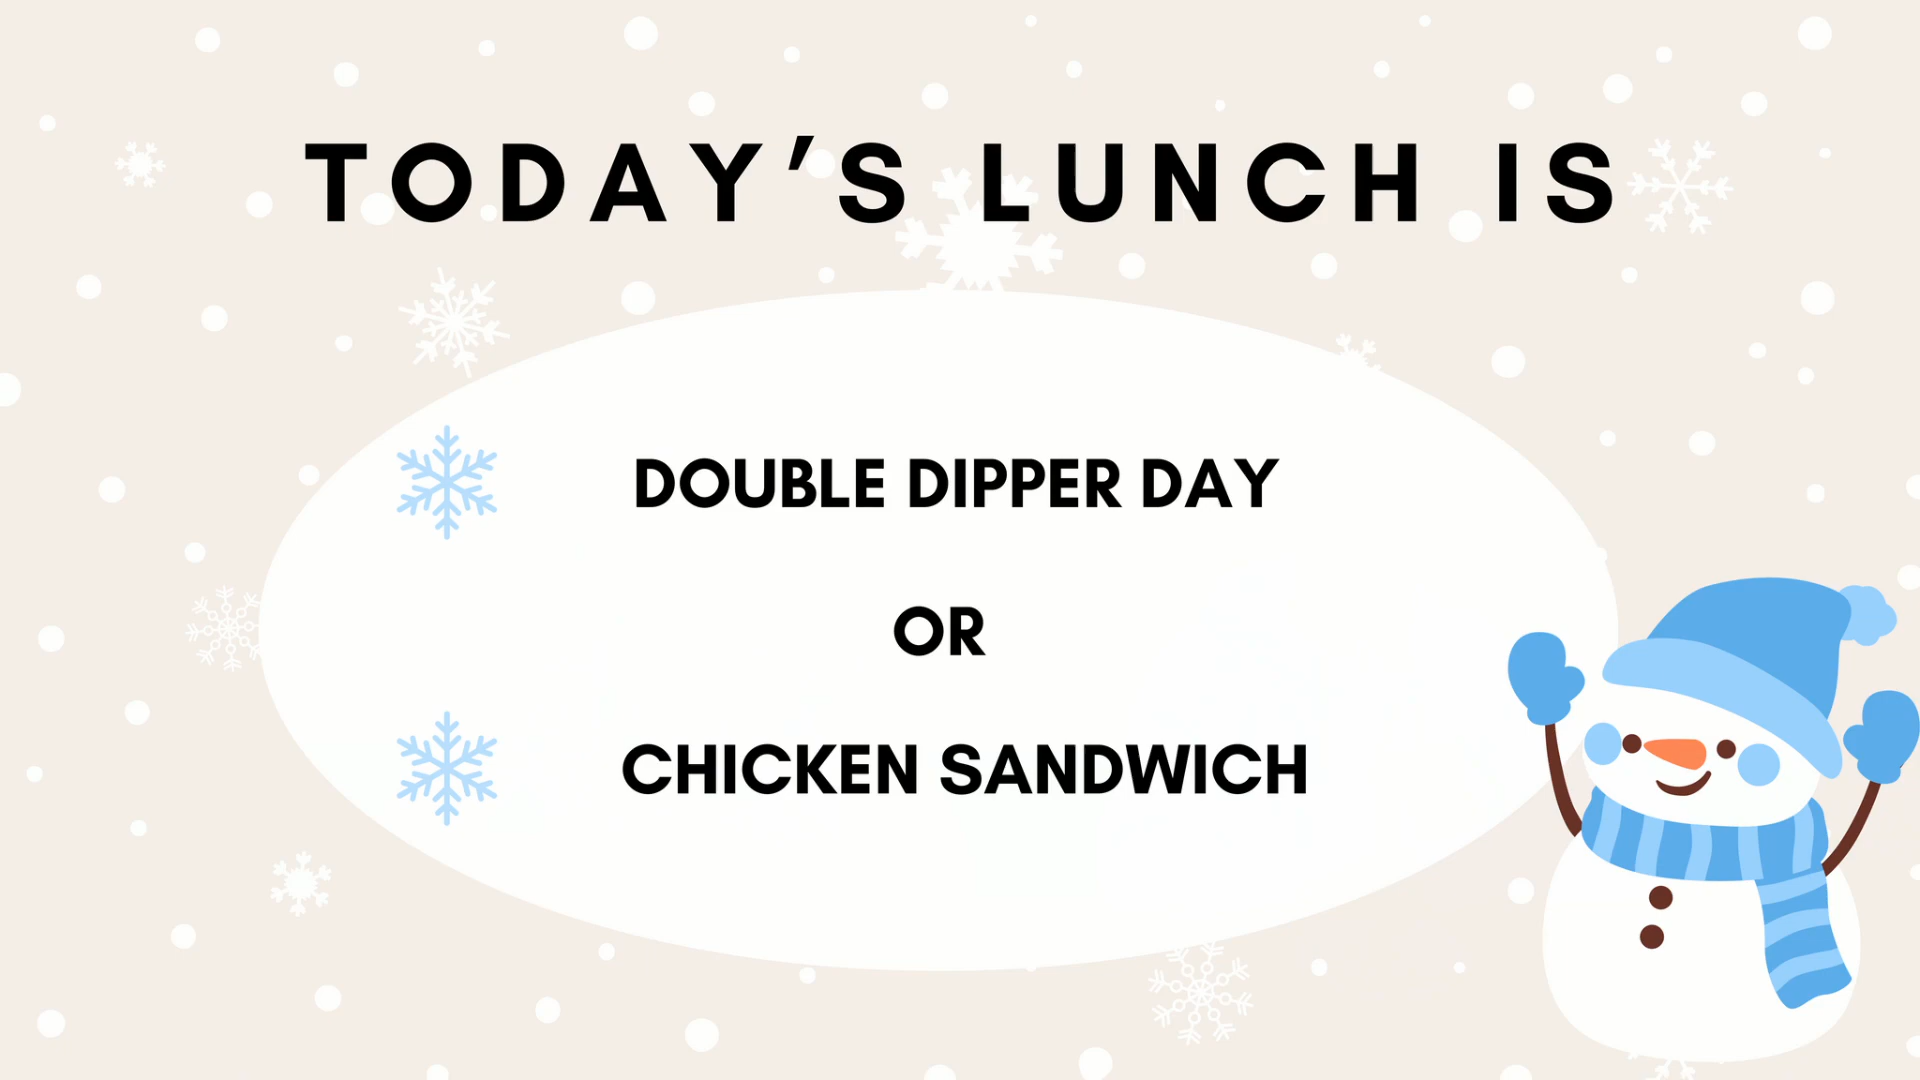 TODAY’S LUNCH IS
DOUBLE DIPPER DAY
OR
CHICKEN SANDWICH